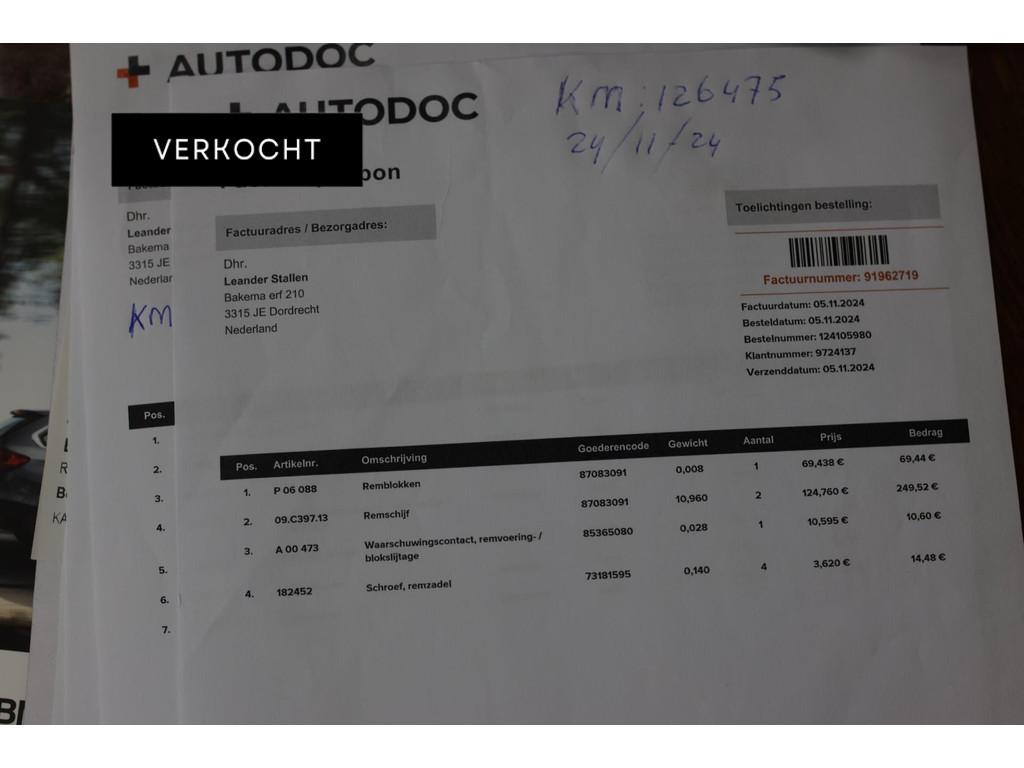 AUTODOC
AUTODOC
KM: 126475
24/11/24
VERKOCHT
bon
Dhr.
Leander
Bakema
3315 JE
Nederlan
KM
Factuuradres / Bezorgadres:
Dhr.
Leander Stallen
Bakema erf 210
3315 JE Dordrecht
Nederland
Toelichtingen bestelling:
Factuurnummer: 91962719
Factuurdatum: 05.11.2024
Besteldatum: 05.11.2024
Bestelnummer: 124105980
Klantnummer: 9724137
Verzenddatum: 05.11.2024
Pos.
1.
2.
3.
4.
5.
6.
7.
Pos. Artikelnr. Omschrijving Goederencode Gewicht Aantal Prijs Bedrag
1. P 06 088 Remblokken 87083091 0,008 1 69,438 € 69,44 €
2. 09.C397.13 Remschijf 87083091 10,960 2 124,760 € 249,52 €
3. A 00 473 Waarschuwingscontact, remvoering- / 85365080 0,028 1 10,595 € 10,60 €
blokslijtage
4. 182452 Schroef, remzadel 73181595 0,140 4 3,620 € 14,48 €